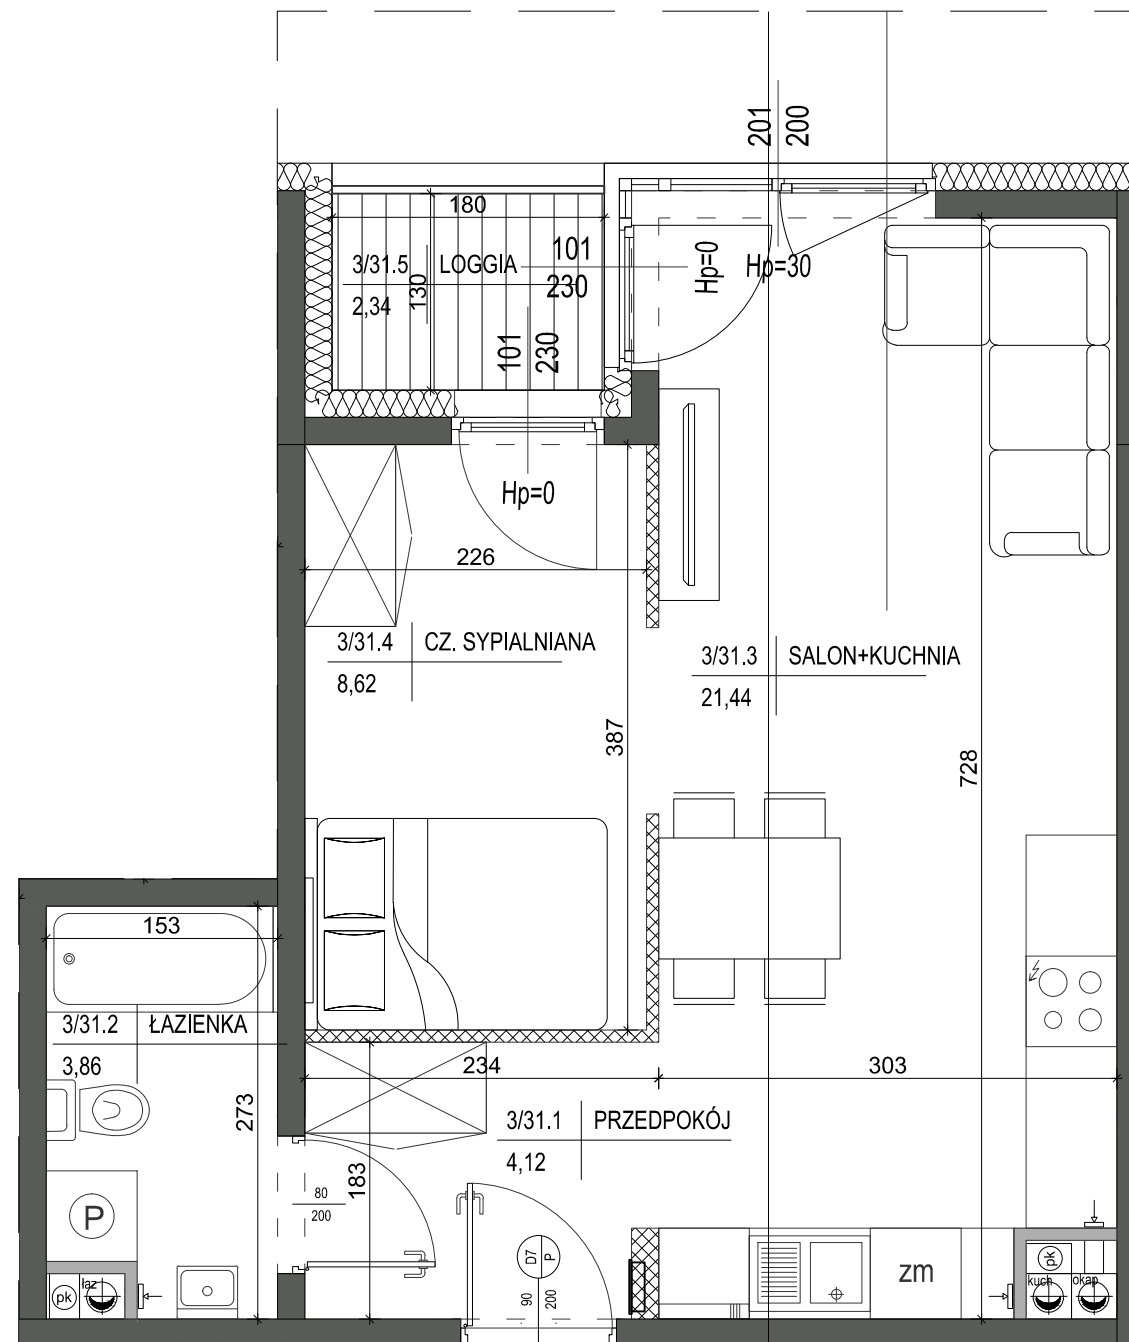 201
200
180
3/31.5 LOGGIA
2,34
130
101
230
101
230
Hp=0
Hp=30
Hp=0
226
3/31.4 CZ. SYPIALNIANA
8,62
3/31.3 SALON+KUCHNIA
21,44
387
728
153
3/31.2 ŁAZIENKA
3,86
273
234
303
3/31.1 PRZEDPOKÓJ
4,12
183
80
200
P
D7
P
90
200
zm
pk
łaz
pk
kuch
okap